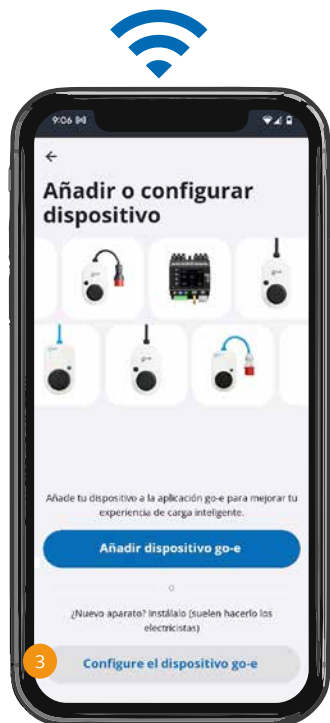 9:06
←
Añadir o configurar
dispositivo
Añade tu dispositivo a la aplicación go-e para mejorar tu
experiencia de carga inteligente.
Añadir dispositivo go-e
o
¿Nuevo aparato? Instálalo (suelen hacerlo los
electricistas)
3
Configure el dispositivo go-e